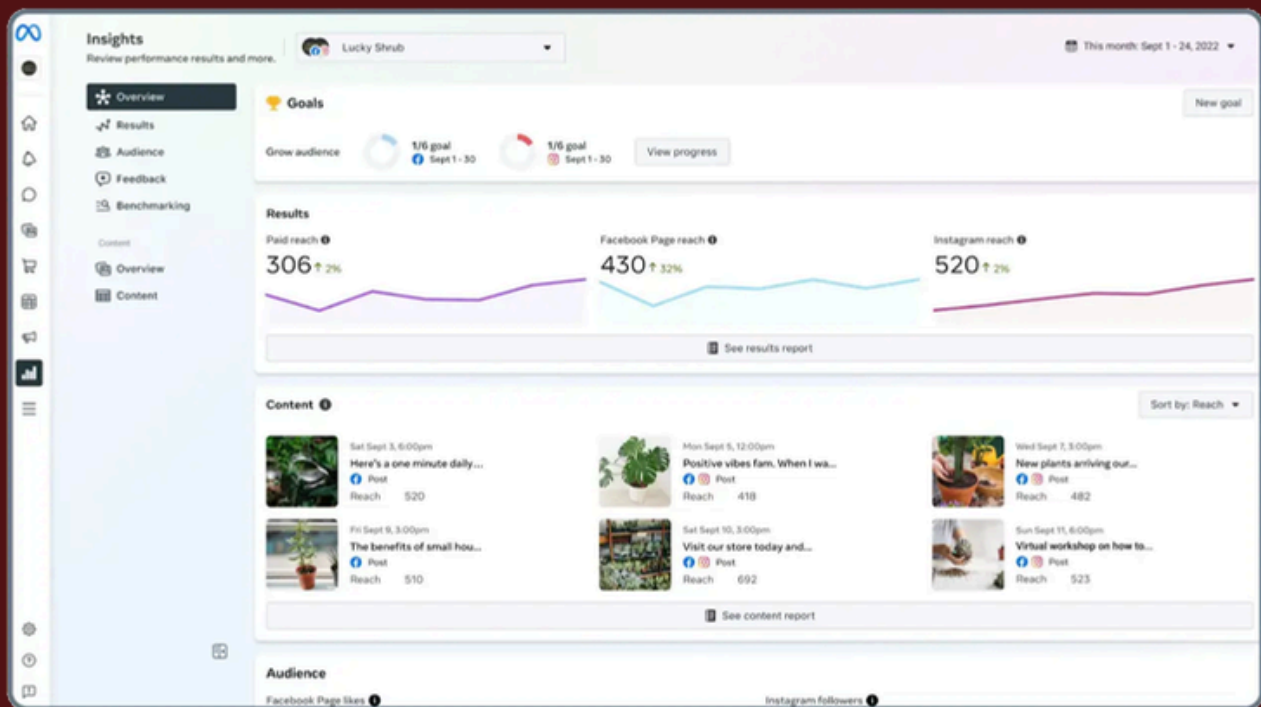 Insights
Review performance results and more.
Lucky Shrub
This month: Sept 1 - 24, 2022
Overview
Results
Audience
Feedback
Benchmarking
Content
Overview
Content
Goals
New goal
Grow audience
1/6 goal
Sept 1 - 30
1/6 goal
Sept 1 - 30
View progress
Results
Paid reach
306 ↑ 2%
Facebook Page reach
430 ↑ 32%
Instagram reach
520 ↑ 2%
See results report
Content
Sort by: Reach
Sat Sept 3, 6:00pm
Here's a one minute daily...
Post
Reach 520
Mon Sept 5, 12:00pm
Positive vibes fam. When I wa...
Post
Reach 418
Wed Sept 7, 3:00pm
New plants arriving our...
Post
Reach 482
Fri Sept 9, 3:00pm
The benefits of small hou...
Post
Reach 510
Sat Sept 10, 3:00pm
Visit our store today and...
Post
Reach 692
Sun Sept 11, 6:00pm
Virtual workshop on how to...
Post
Reach 523
See content report
Audience
Facebook Page likes
Instagram followers